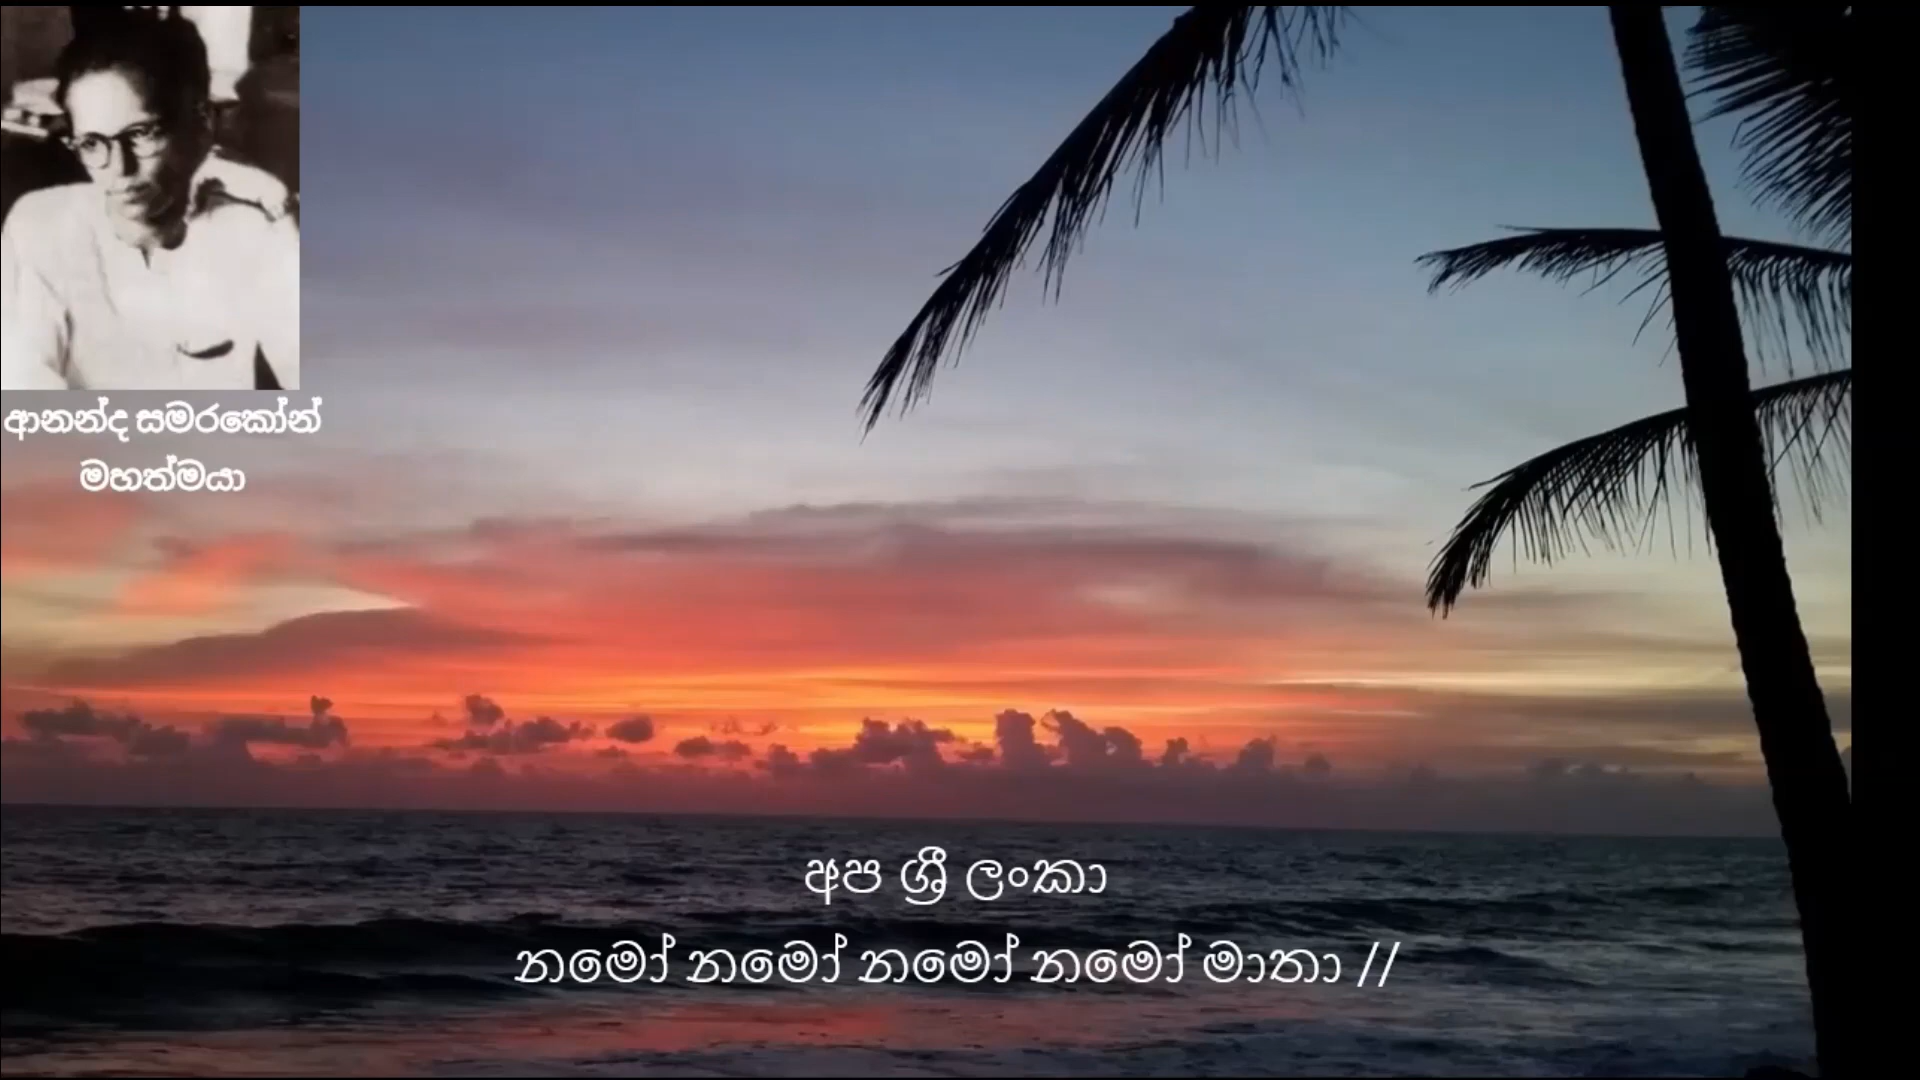 ආනන්ද සමරකෝන්
මහත්මයා
අප ශ්‍රී ලංකා
නමෝ නමෝ නමෝ නමෝ මාතා //